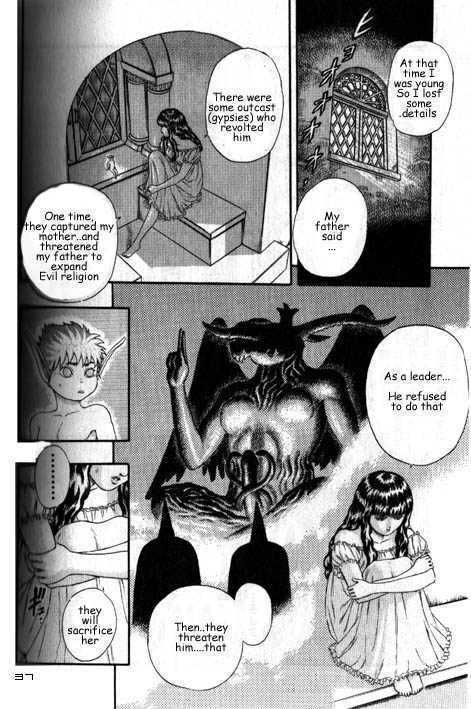 At that
time I
was young
So I lost
some
.details
My
father
said
...
There were
some outcast
(gypsies) who
revolted
him
One time,
they captured my
mother..and
threatened
my father to
expand
Evil religion
As a leader...
He refused
to do that
Then..they
threaten
him....that
they
will
sacrifice
her
37